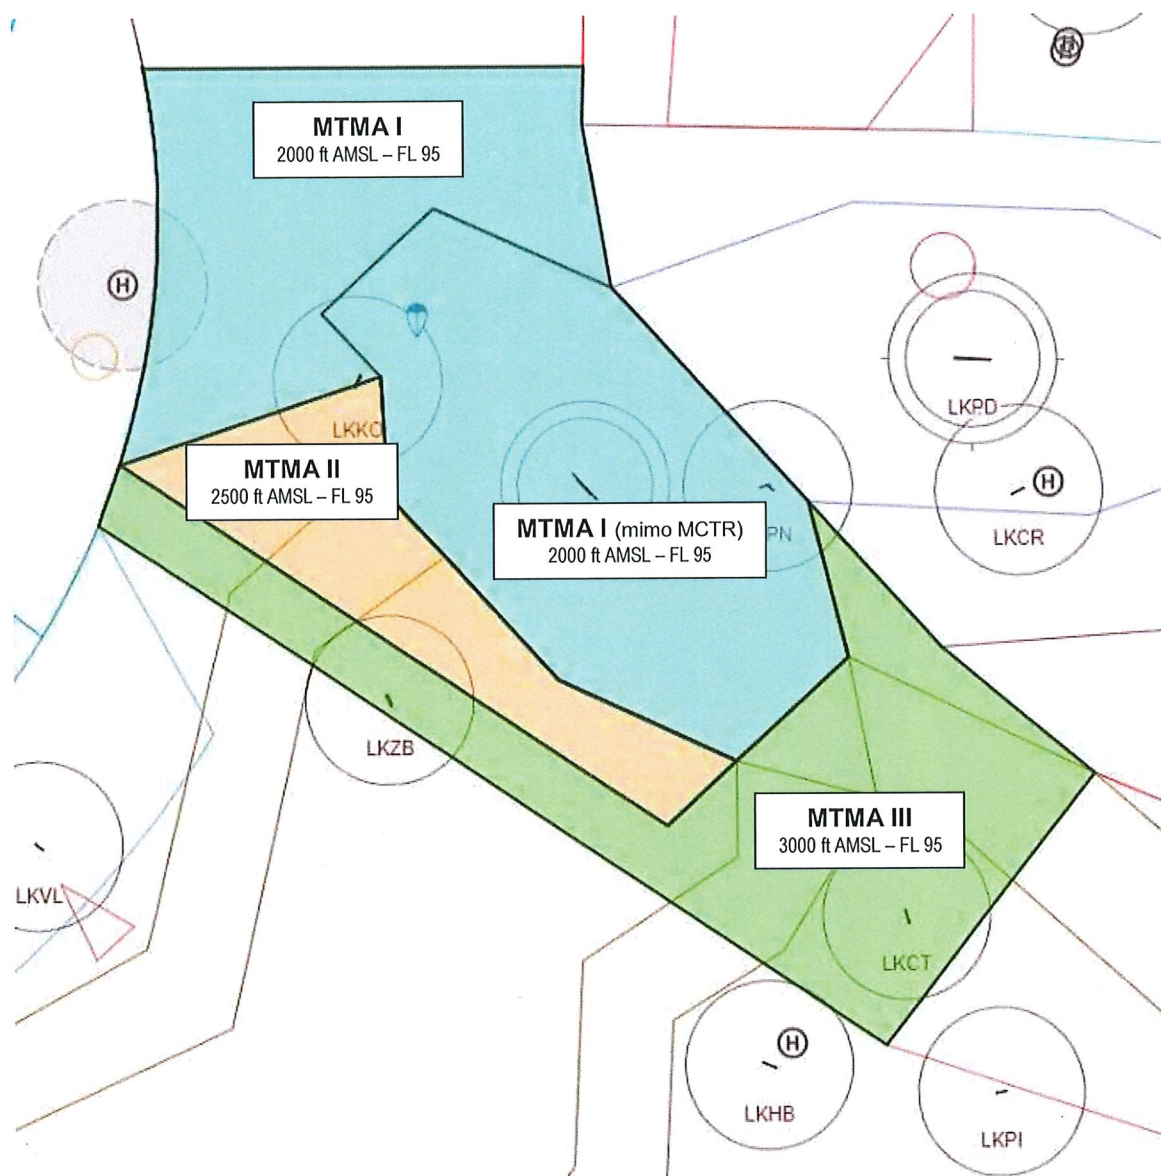 MTMA I
2000 ft AMSL – FL 95
H
H
LKPD
LKKO
MTMA II
2500 ft AMSL – FL 95
H
LKCR
MTMA I (mimo MCTR)
2000 ft AMSL – FL 95
PN
LKZB
MTMA III
3000 ft AMSL – FL 95
LKVL
LKCT
H
LKHB
LKPI